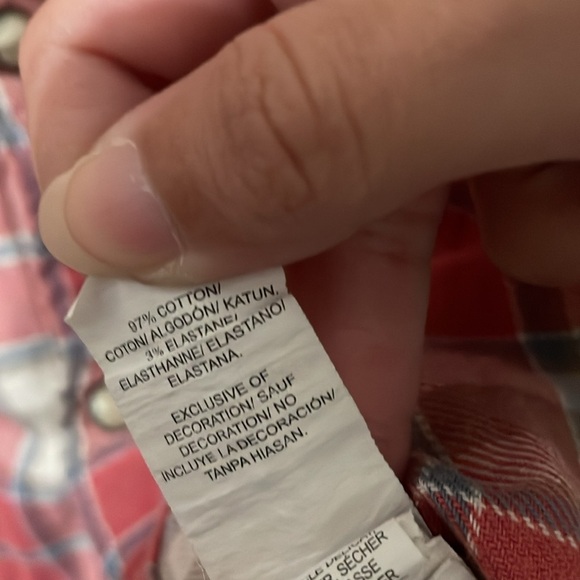 97% COTTON/
COTON/ALGODÓN/ KATUN.
3% ELASTANE/
ELASTHANNE/ ELASTANO/
ELASTANA.
EXCLUSIVE OF
DECORATION/ SAUF
DECORATION/ NO
INCLUYE LA DECORACIÓN/
TANPA HIASAN.
SÉCHER